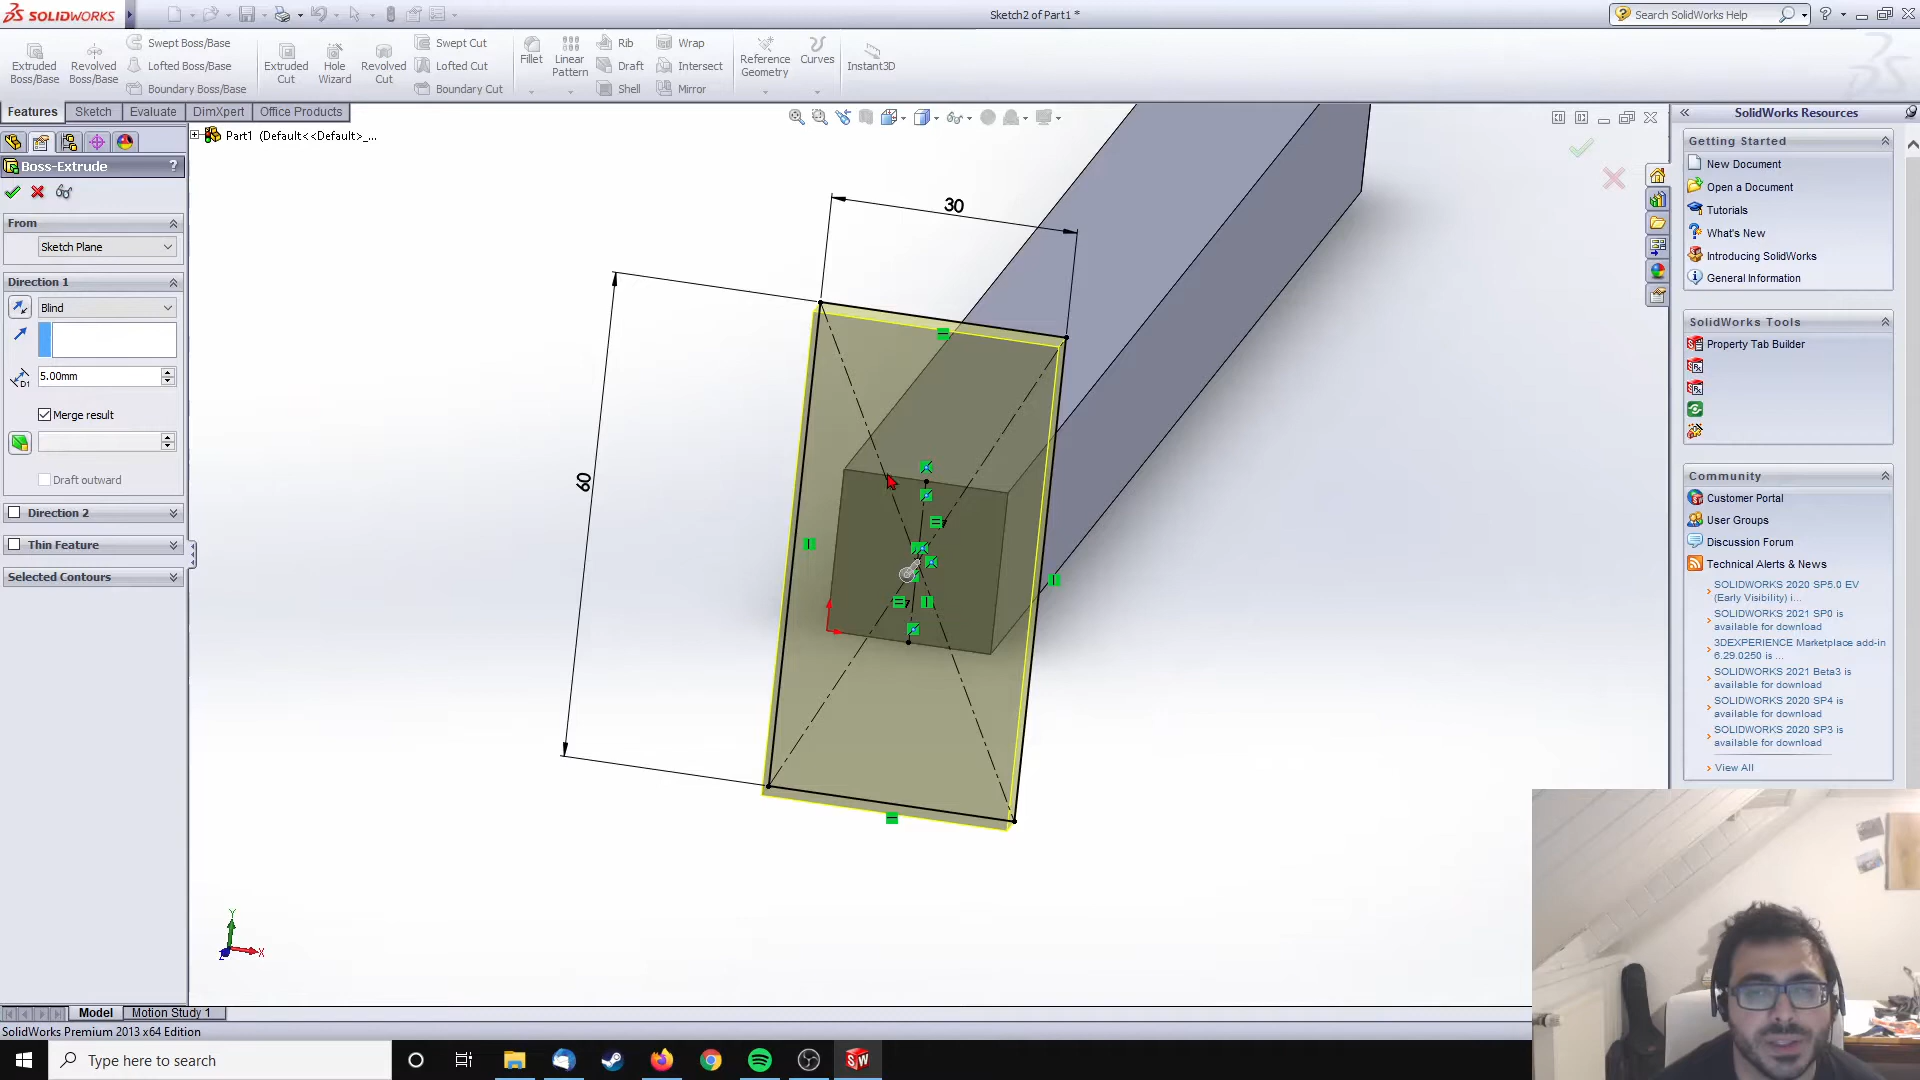 SOLIDWORKS
Sketch2 of Part1 *
Search SolidWorks Help
Extruded Boss/Base
Revolved Boss/Base
Swept Boss/Base
Lofted Boss/Base
Boundary Boss/Base
Extruded Cut
Hole Wizard
Revolved Cut
Swept Cut
Lofted Cut
Boundary Cut
Fillet
Linear Pattern
Rib
Draft
Shell
Wrap
Intersect
Mirror
Reference Geometry
Curves
Instant3D
Features
Sketch
Evaluate
DimXpert
Office Products
Part1 (Default<<Default>_...
Boss-Extrude
?
From
Sketch Plane
Direction 1
Blind
5.00mm
Merge result
Draft outward
Direction 2
Thin Feature
Selected Contours
30
60
Y
X
Z
SolidWorks Resources
Getting Started
New Document
Open a Document
Tutorials
What's New
Introducing SolidWorks
General Information
SolidWorks Tools
Property Tab Builder
Community
Customer Portal
User Groups
Discussion Forum
Technical Alerts & News
SOLIDWORKS 2020 SP5.0 EV
(Early Visibility) i...
SOLIDWORKS 2021 SP0 is
available for download
3DEXPERIENCE Marketplace add-in
6.29.0250 is ...
SOLIDWORKS 2021 Beta3 is
available for download
SOLIDWORKS 2020 SP4 is
available for download
SOLIDWORKS 2020 SP3 is
available for download
View All
Model
Motion Study 1
SolidWorks Premium 2013 x64 Edition
Type here to search
SW